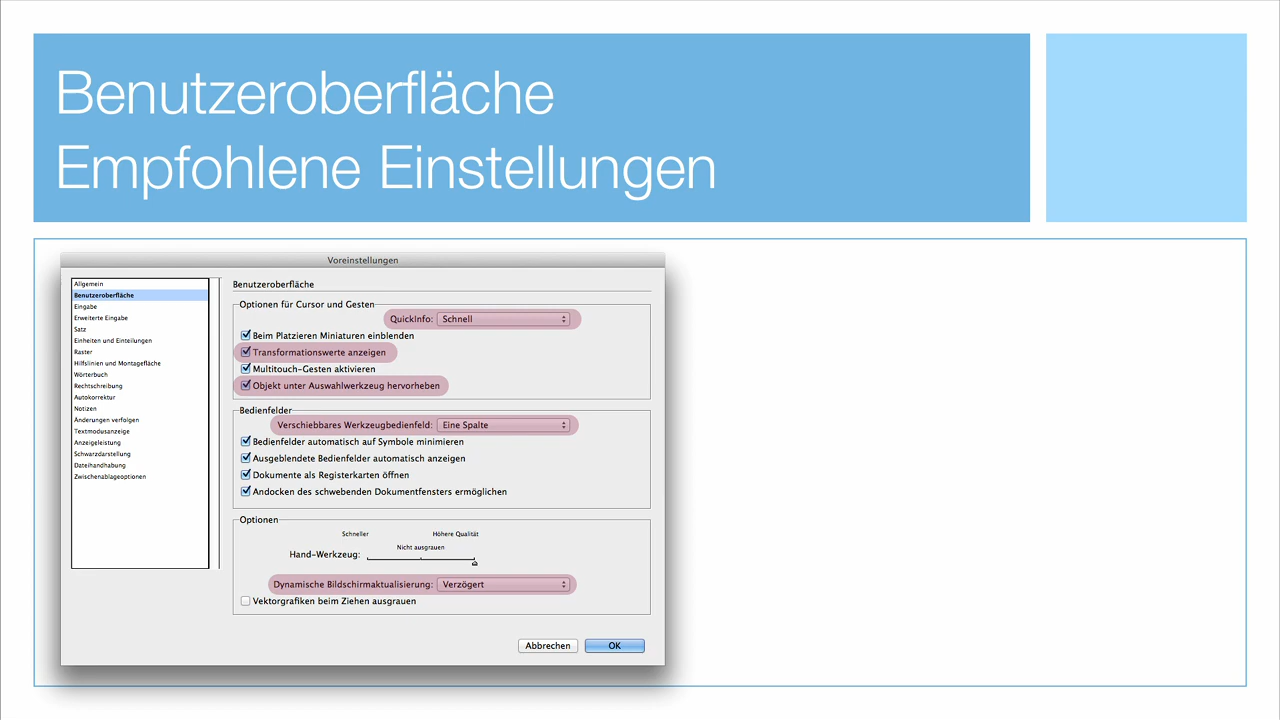 Benutzeroberfläche
Empfohlene Einstellungen
Voreinstellungen
Allgemein
Benutzeroberfläche
Eingabe
Erweiterte Eingabe
Satz
Einheiten und Einteilungen
Raster
Hilfslinien und Montagefläche
Wörterbuch
Rechtschreibung
Autokorrektur
Notizen
Änderungen verfolgen
Textmodusanzeige
Anzeigeleistung
Schwarzdarstellung
Dateihandhabung
Zwischenablageoptionen
Benutzeroberfläche
Optionen für Cursor und Gesten
QuickInfo: Schnell
Beim Platzieren Miniaturen einblenden
Transformationswerte anzeigen
Multitouch-Gesten aktivieren
Objekt unter Auswahlwerkzeug hervorheben
Bedienfelder
Verschiebbares Werkzeugbedienfeld: Eine Spalte
Bedienfelder automatisch auf Symbole minimieren
Ausgeblendete Bedienfelder automatisch anzeigen
Dokumente als Registerkarten öffnen
Andocken des schwebenden Dokumentfensters ermöglichen
Optionen
Schneller Höhere Qualität
Nicht ausgrauen
Hand-Werkzeug:
Dynamische Bildschirmaktualisierung: Verzögert
Vektorgrafiken beim Ziehen ausgrauen
Abbrechen OK